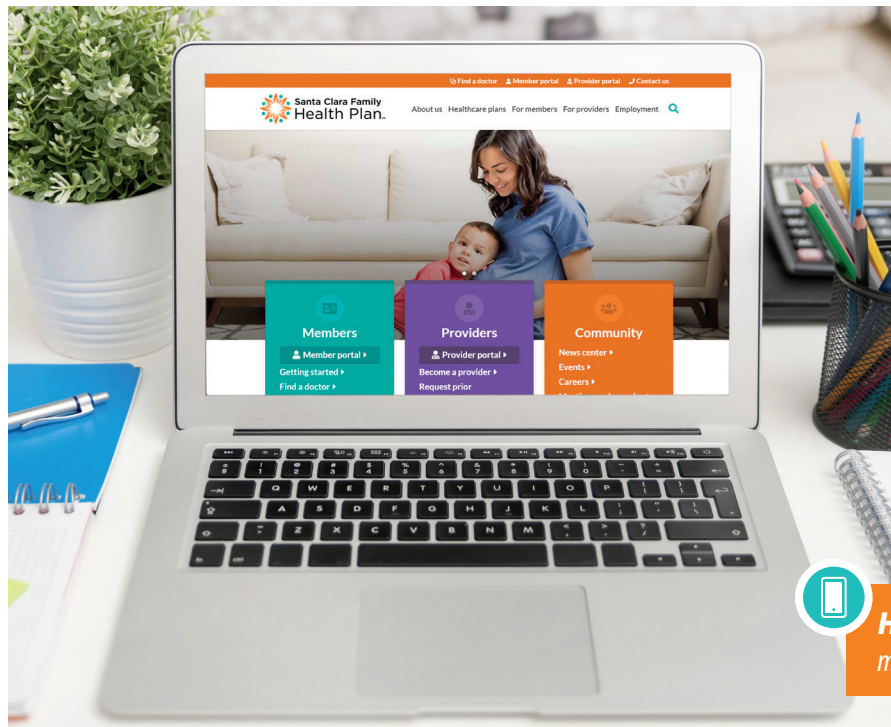 Find a doctor Member portal Provider portal Contact us
Santa Clara Family
Health Plan
About us Healthcare plans For members For providers Employment
Members
Member portal
Getting started
Find a doctor
Providers
Provider portal
Become a provider
Request prior
Community
News center
Events
Careers
Q W E R T Y U I O P
A S D F G H J K L
Z X C V B N M
H
m